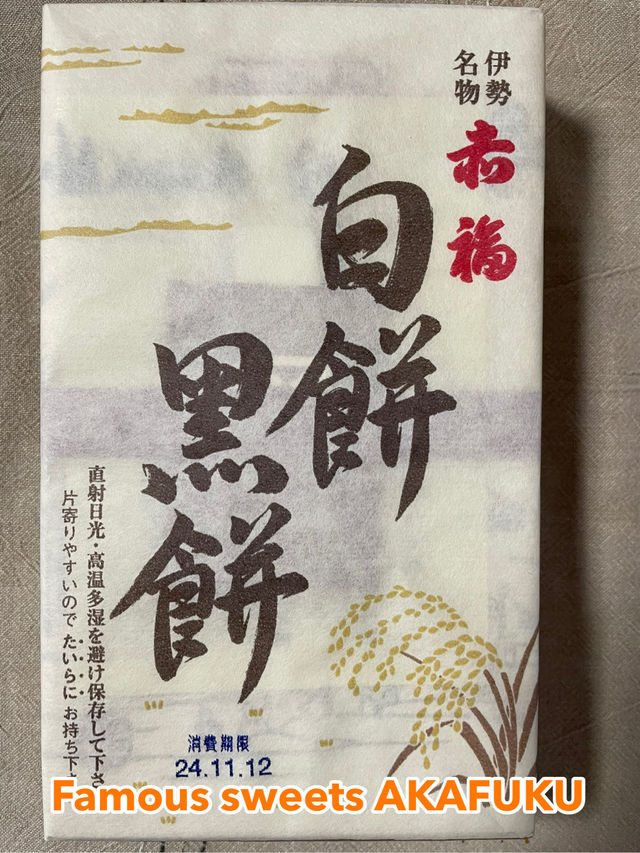 伊勢
名物
赤福
白餅
黒餅
直射日光・高温多湿を避け保存して下さ
片寄りやすいので たいらに お持ち下
消費期限
24.11.12
Famous sweets AKAFUKU